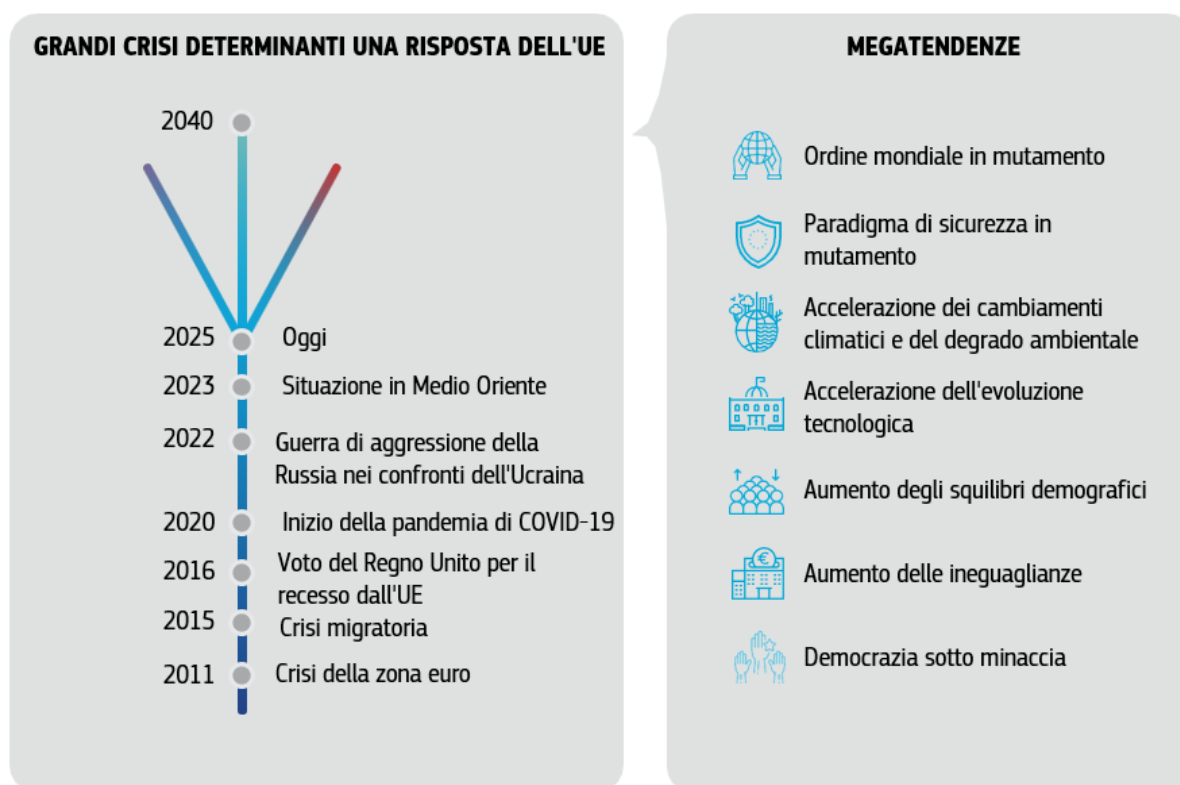 GRANDI CRISI DETERMINANTI UNA RISPOSTA DELL'UE
2040
2025 Oggi
2023 Situazione in Medio Oriente
2022 Guerra di aggressione della
Russia nei confronti dell'Ucraina
2020 Inizio della pandemia di COVID-19
2016 Voto del Regno Unito per il
recesso dall'UE
2015 Crisi migratoria
2011 Crisi della zona euro
MEGATENDENZE
Ordine mondiale in mutamento
Paradigma di sicurezza in
mutamento
Accelerazione dei cambiamenti
climatici e del degrado ambientale
Accelerazione dell'evoluzione
tecnologica
Aumento degli squilibri demografici
€
Aumento delle ineguaglianze
Democrazia sotto minaccia